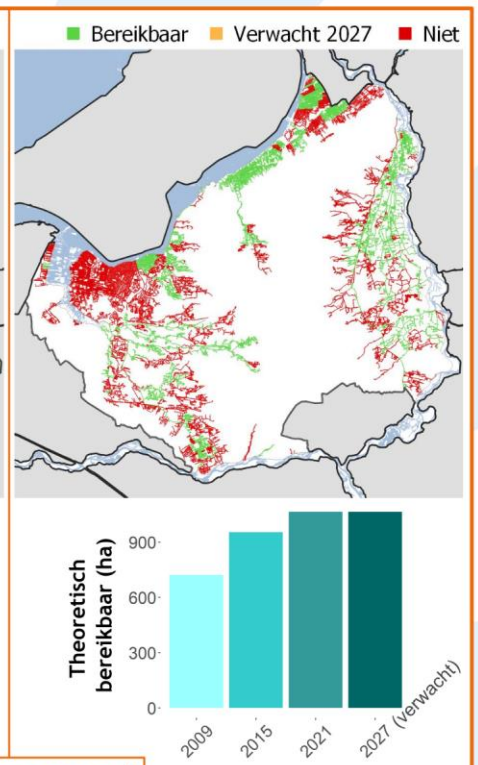 Bereikbaar Verwacht 2027 Niet
Theoretisch
bereikbaar (ha)
900
600
300
0
2009
2015
2021
2027 (verwacht)